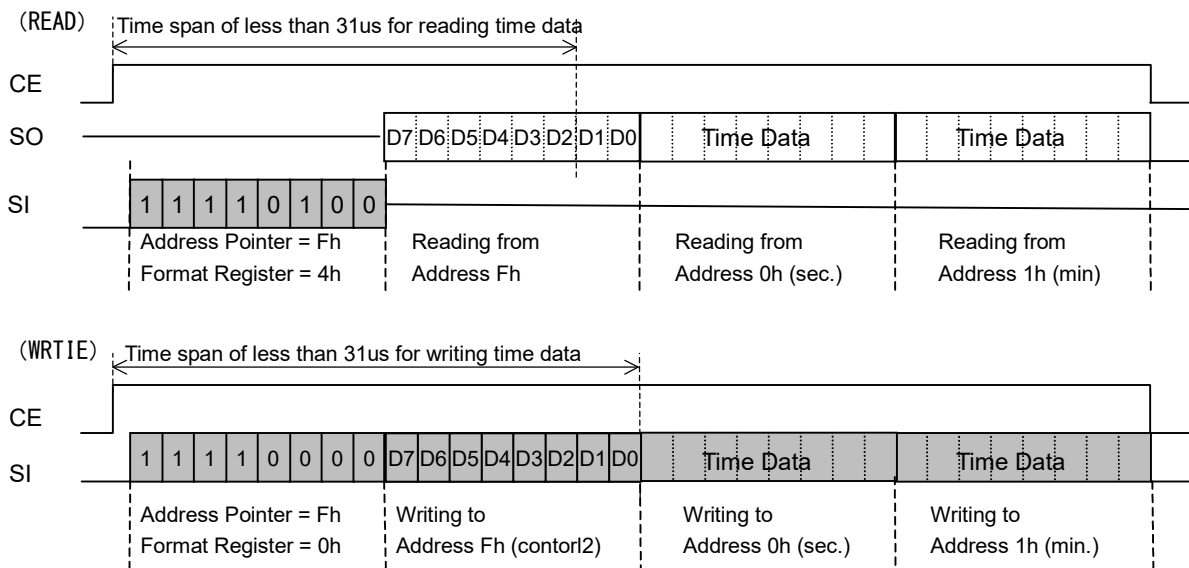 (READ)
Time span of less than 31us for reading time data
CE
SO
D7 D6 D5 D4 D3 D2 D1 D0 Time Data Time Data
SI
1 1 1 1 0 1 0 0
Address Pointer = Fh Reading from Reading from Reading from
Format Register = 4h Address Fh Address 0h (sec.) Address 1h (min)
(WRTIE)
Time span of less than 31us for writing time data
CE
SI
1 1 1 1 0 0 0 0 D7 D6 D5 D4 D3 D2 D1 D0 Time Data Time Data
Address Pointer = Fh Writing to Writing to Writing to
Format Register = 0h Address Fh (contorl2) Address 0h (sec.) Address 1h (min.)